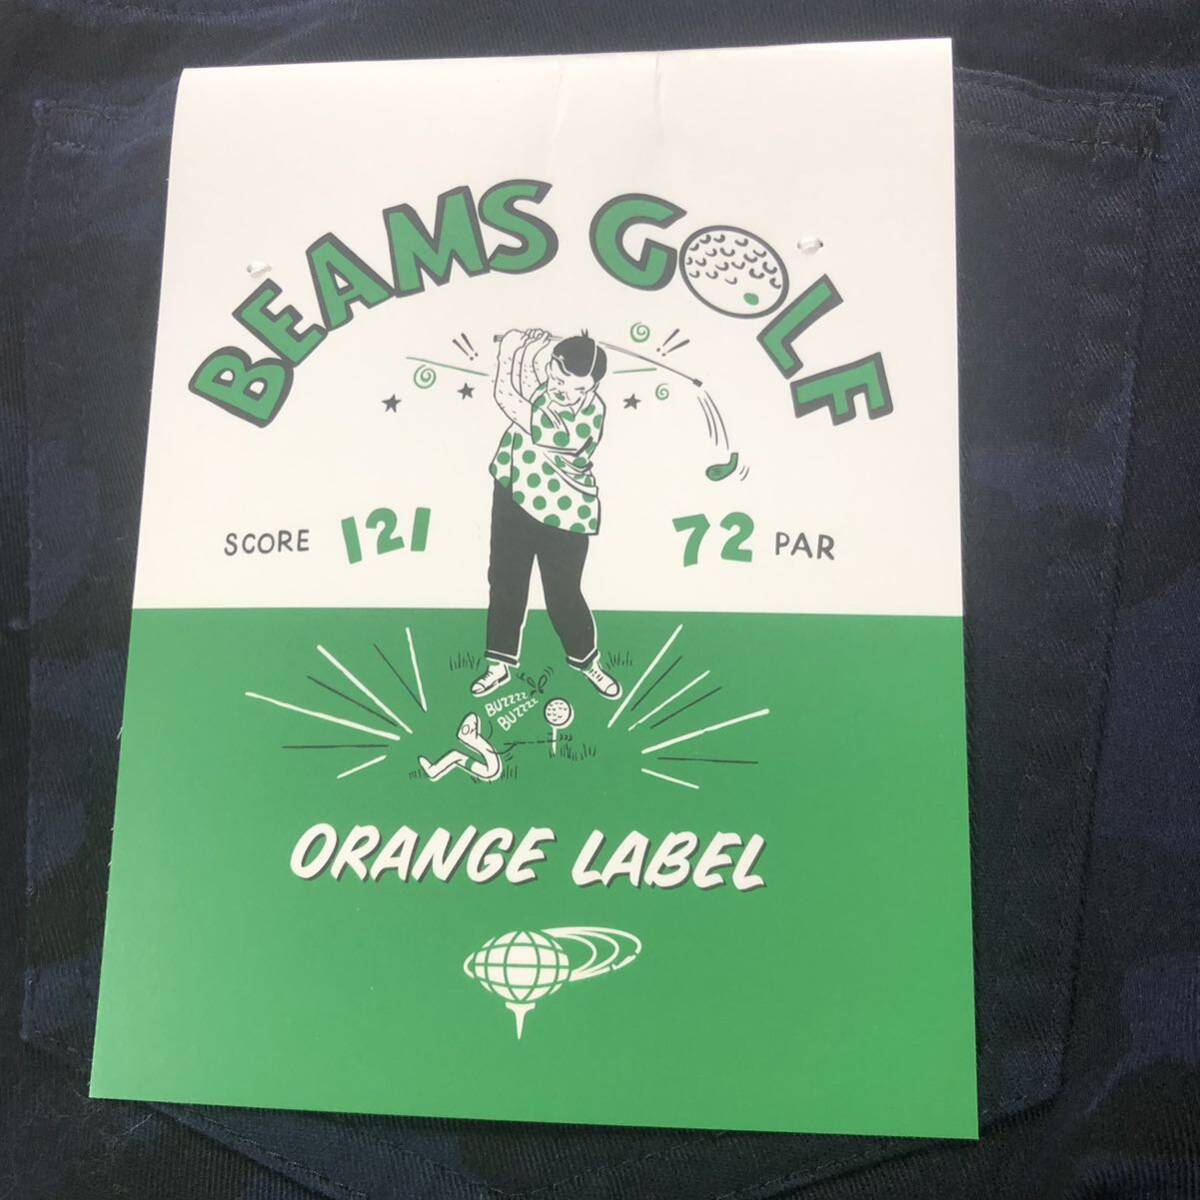 BEAMS GOLF
SCORE 121 72 PAR
BUZZZZ
BUZZZZ
ORANGE LABEL